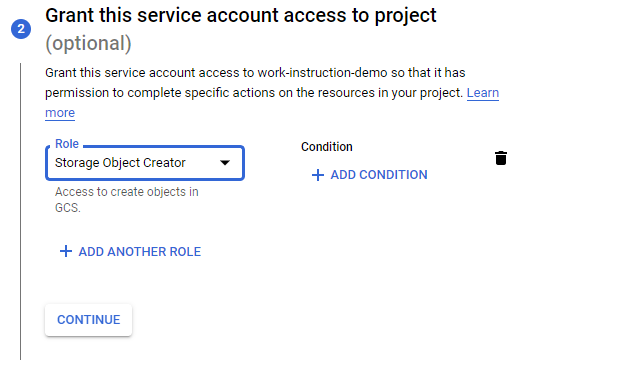 2
Grant this service account access to project
(optional)
Grant this service account access to work-instruction-demo so that it has
permission to complete specific actions on the resources in your project. Learn
more
Role
Storage Object Creator
Access to create objects in
GCS.
Condition
+ ADD CONDITION
+ ADD ANOTHER ROLE
CONTINUE